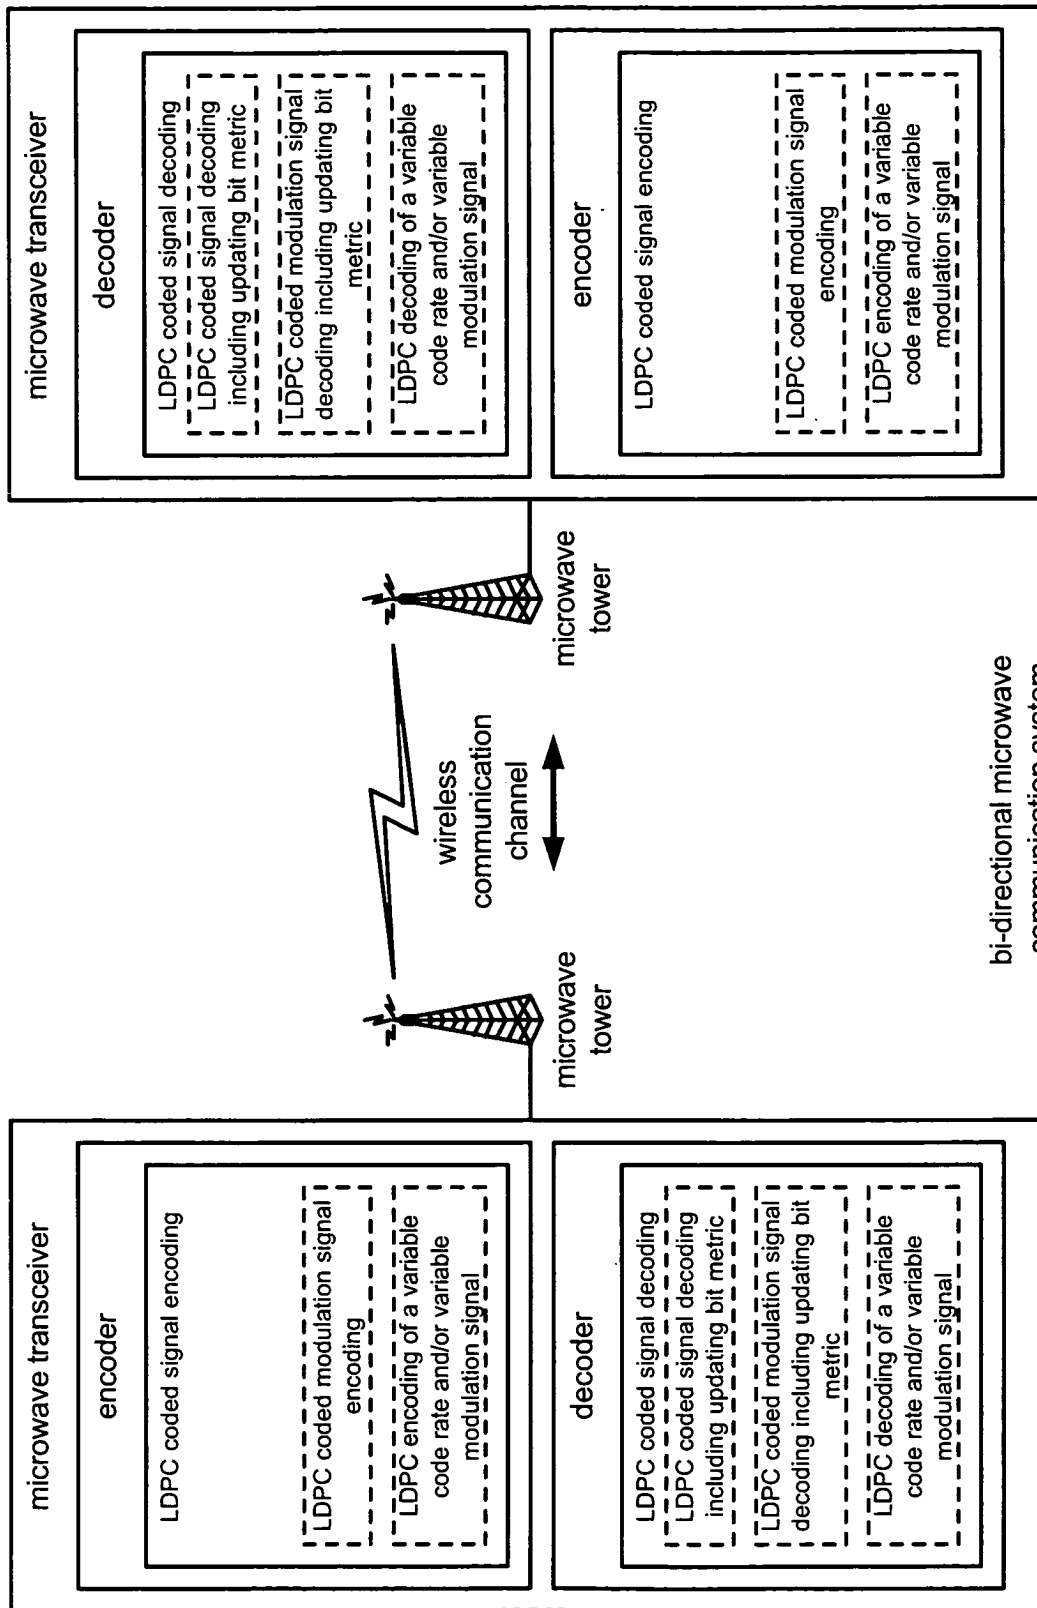 microwave transceiver
encoder
LDPC coded signal encoding
LDPC coded modulation signal
encoding
LDPC encoding of a variable
code rate and/or variable
modulation signal
decoder
LDPC coded signal decoding
LDPC coded signal decoding
including updating bit metric
LDPC coded modulation signal
decoding including updating bit
metric
LDPC decoding of a variable
code rate and/or variable
modulation signal
microwave
tower
wireless
communication
channel
microwave
tower
microwave transceiver
decoder
LDPC coded signal decoding
LDPC coded signal decoding
including updating bit metric
LDPC coded modulation signal
decoding including updating bit
metric
LDPC decoding of a variable
code rate and/or variable
modulation signal
encoder
LDPC coded signal encoding
LDPC coded modulation signal
encoding
LDPC encoding of a variable
code rate and/or variable
modulation signal
bi-directional microwave
communication system